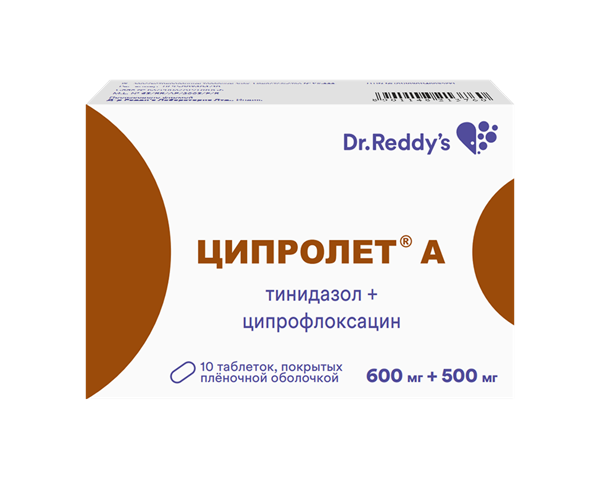 Dr.Reddy's
ЦИПРОЛЕТ® А
тинидазол +
ципрофлоксацин
10 таблеток, покрытых
плёночной оболочкой
600 мг + 500 мг